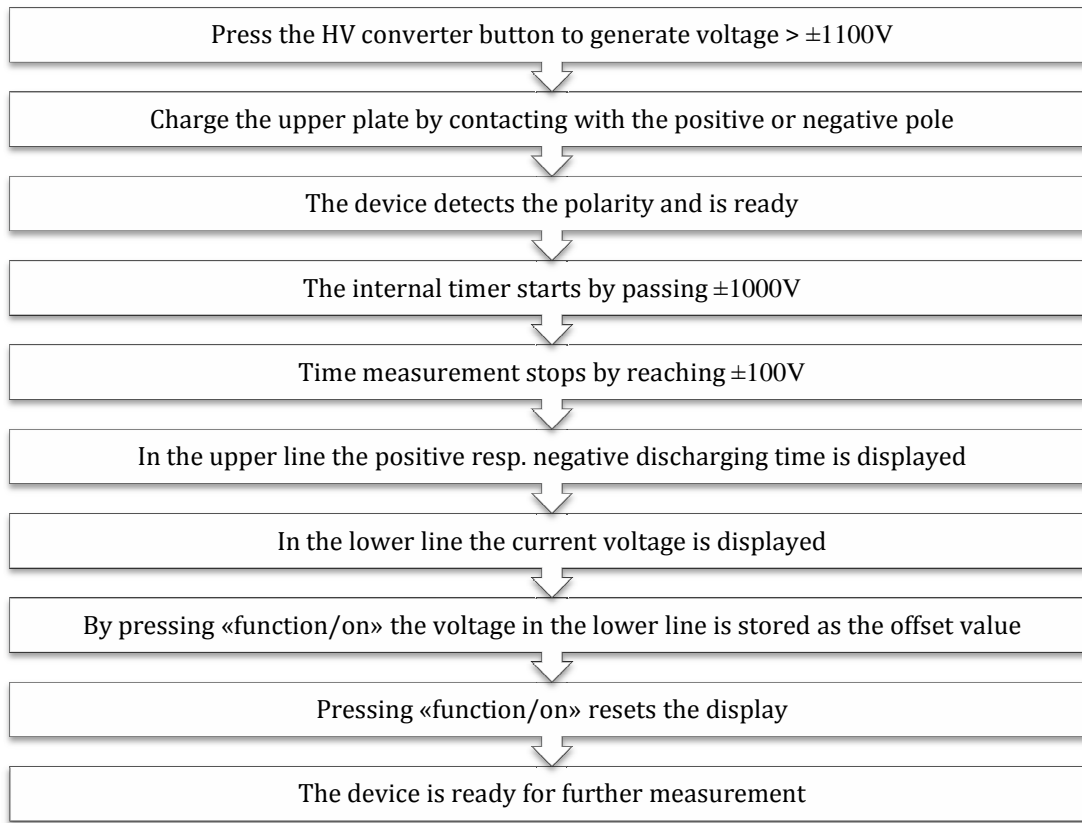 Press the HV converter button to generate voltage > ±1100V
Charge the upper plate by contacting with the positive or negative pole
The device detects the polarity and is ready
The internal timer starts by passing ±1000V
Time measurement stops by reaching ±100V
In the upper line the positive resp. negative discharging time is displayed
In the lower line the current voltage is displayed
By pressing «function/on» the voltage in the lower line is stored as the offset value
Pressing «function/on» resets the display
The device is ready for further measurement